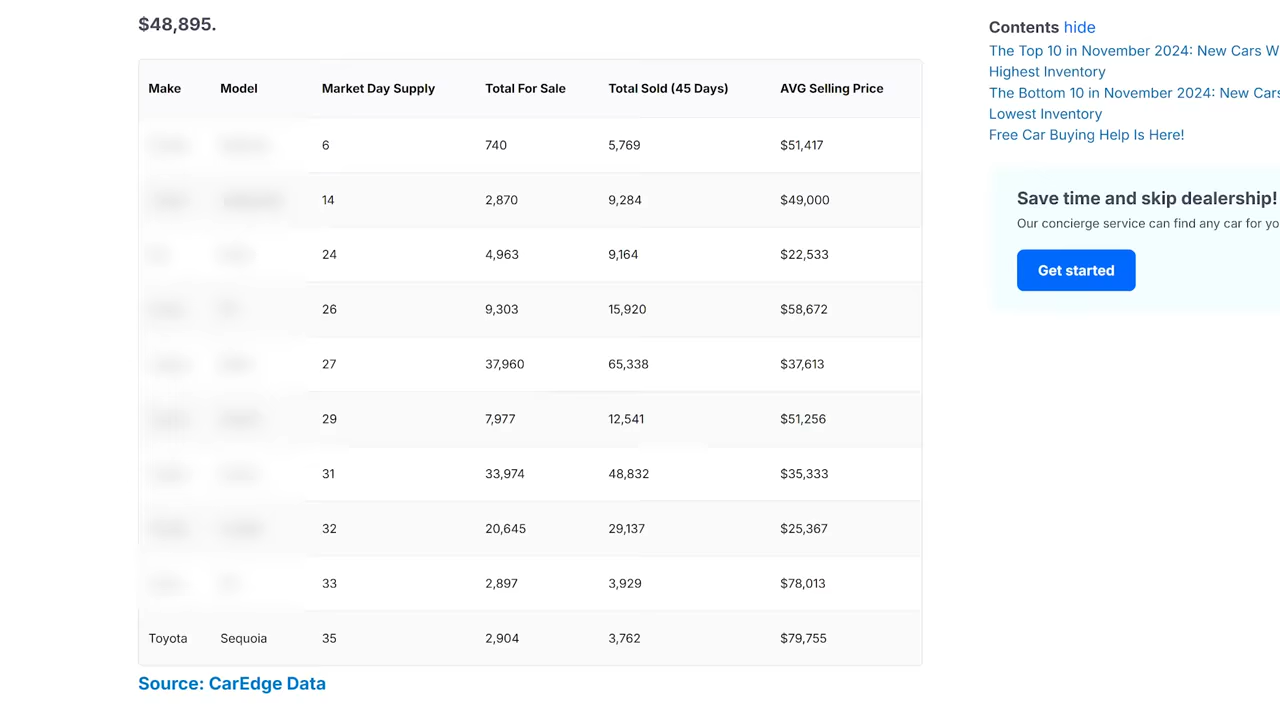 $48,895.
Make Model Market Day Supply Total For Sale Total Sold (45 Days) AVG Selling Price
6 740 5,769 $51,417
14 2,870 9,284 $49,000
24 4,963 9,164 $22,533
26 9,303 15,920 $58,672
27 37,960 65,338 $37,613
29 7,977 12,541 $51,256
31 33,974 48,832 $35,333
32 20,645 29,137 $25,367
33 2,897 3,929 $78,013
Toyota Sequoia 35 2,904 3,762 $79,755
Source: CarEdge Data
Contents hide
The Top 10 in November 2024: New Cars W
Highest Inventory
The Bottom 10 in November 2024: New Cars
Lowest Inventory
Free Car Buying Help Is Here!
Save time and skip dealership!
Our concierge service can find any car for yo
Get started